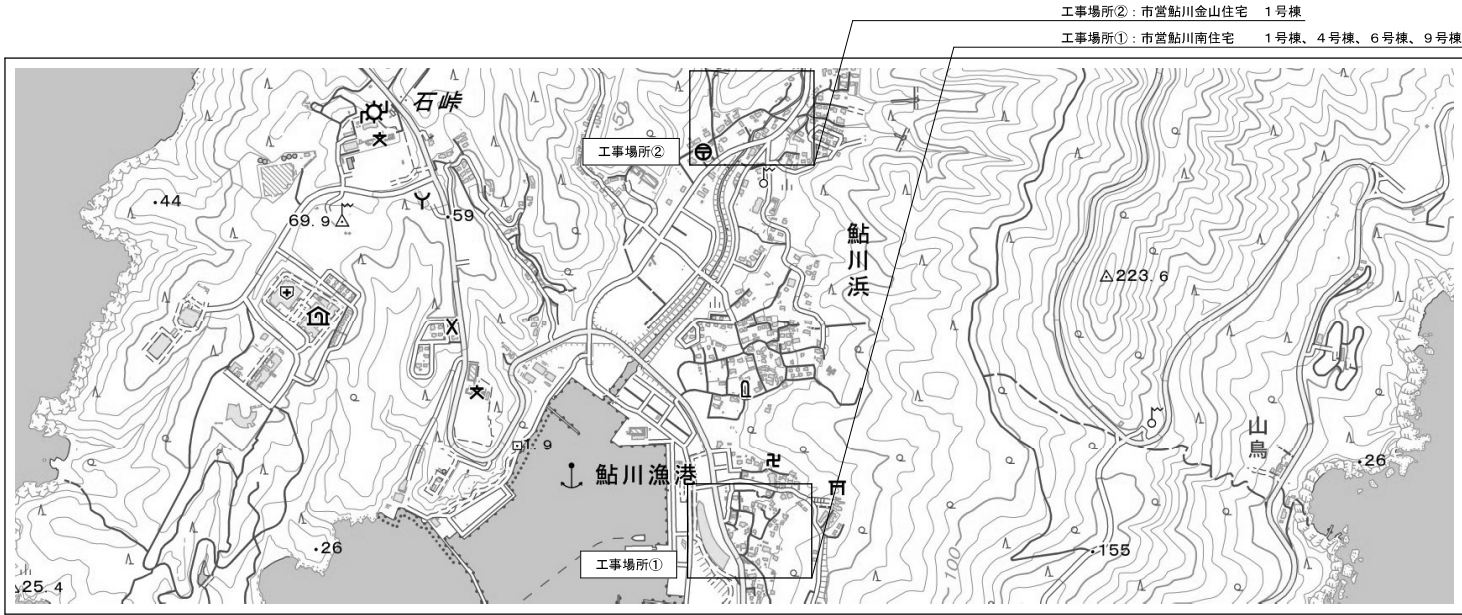 工事場所②：市営鮎川金山住宅　1号棟
工事場所①：市営鮎川南住宅　1号棟、4号棟、6号棟、9号棟
石峠
52
工事場所②
44
69.9
59
鮎川浜
223.6
1.9
山鳥
26
鮎川漁港
26
155
100
工事場所①
25.4